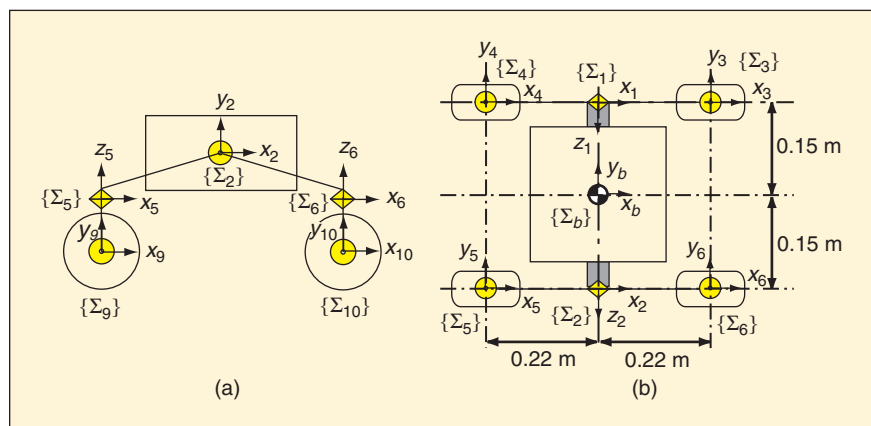 y2
x2
{Σ2}
z5
{Σ5}
x5
z6
{Σ6}
x6
y9
x9
{Σ9}
y10
x10
{Σ10}
(a)
y4
{Σ4}
x4
{Σ1}
x1
z1
y3
{Σ3}
x3
0.15 m
yb
xb
{Σb}
0.15 m
y5
x5
{Σ5}
x2
{Σ2}
z2
y6
x6
{Σ6}
0.22 m
0.22 m
(b)